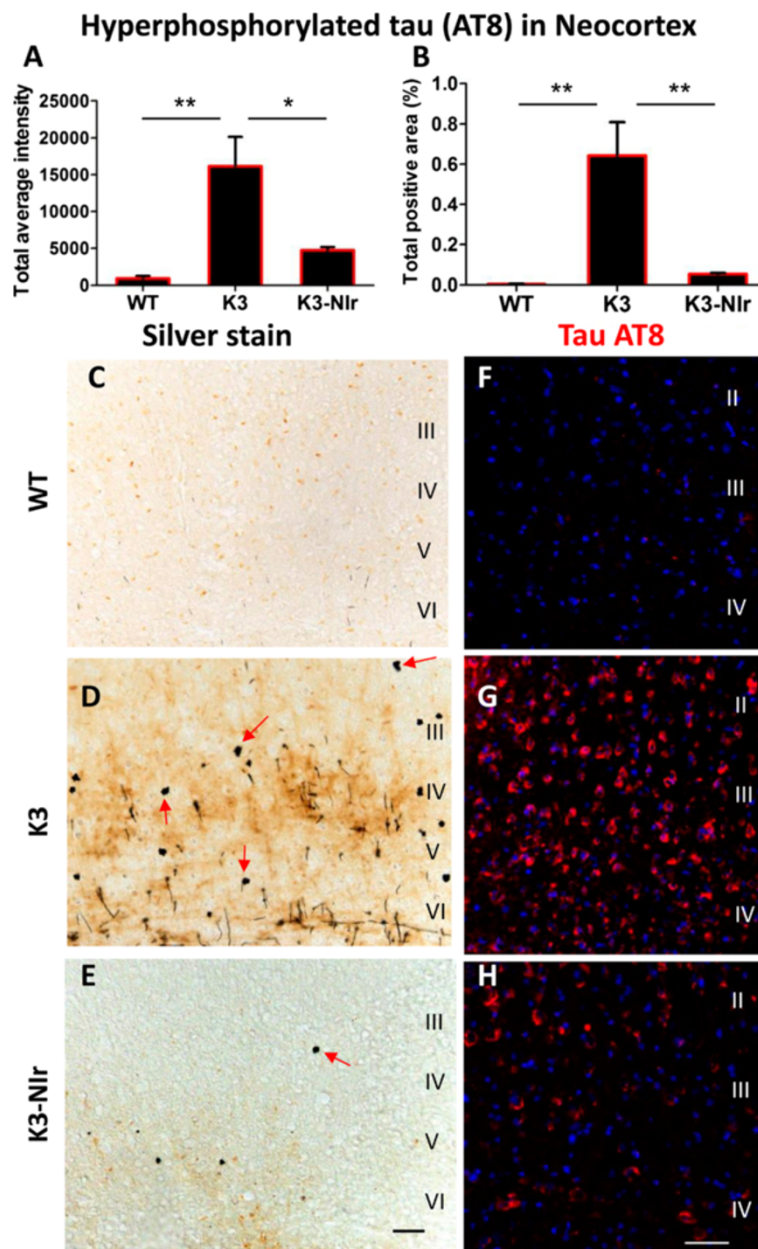 Hyperphosphorylated tau (AT8) in Neocortex
A
Total average intensity
25000
20000
15000
10000
5000
0
**
*
WT
K3
K3-NIr
B
Total positive area (%)
1.0
0.8
0.6
0.4
0.2
0.0
**
**
WT
K3
K3-NIr
Silver stain
Tau AT8
WT
C
III
IV
V
VI
F
II
III
IV
K3
D
III
IV
V
VI
G
II
III
IV
K3-NIr
E
III
IV
V
VI
H
II
III
IV